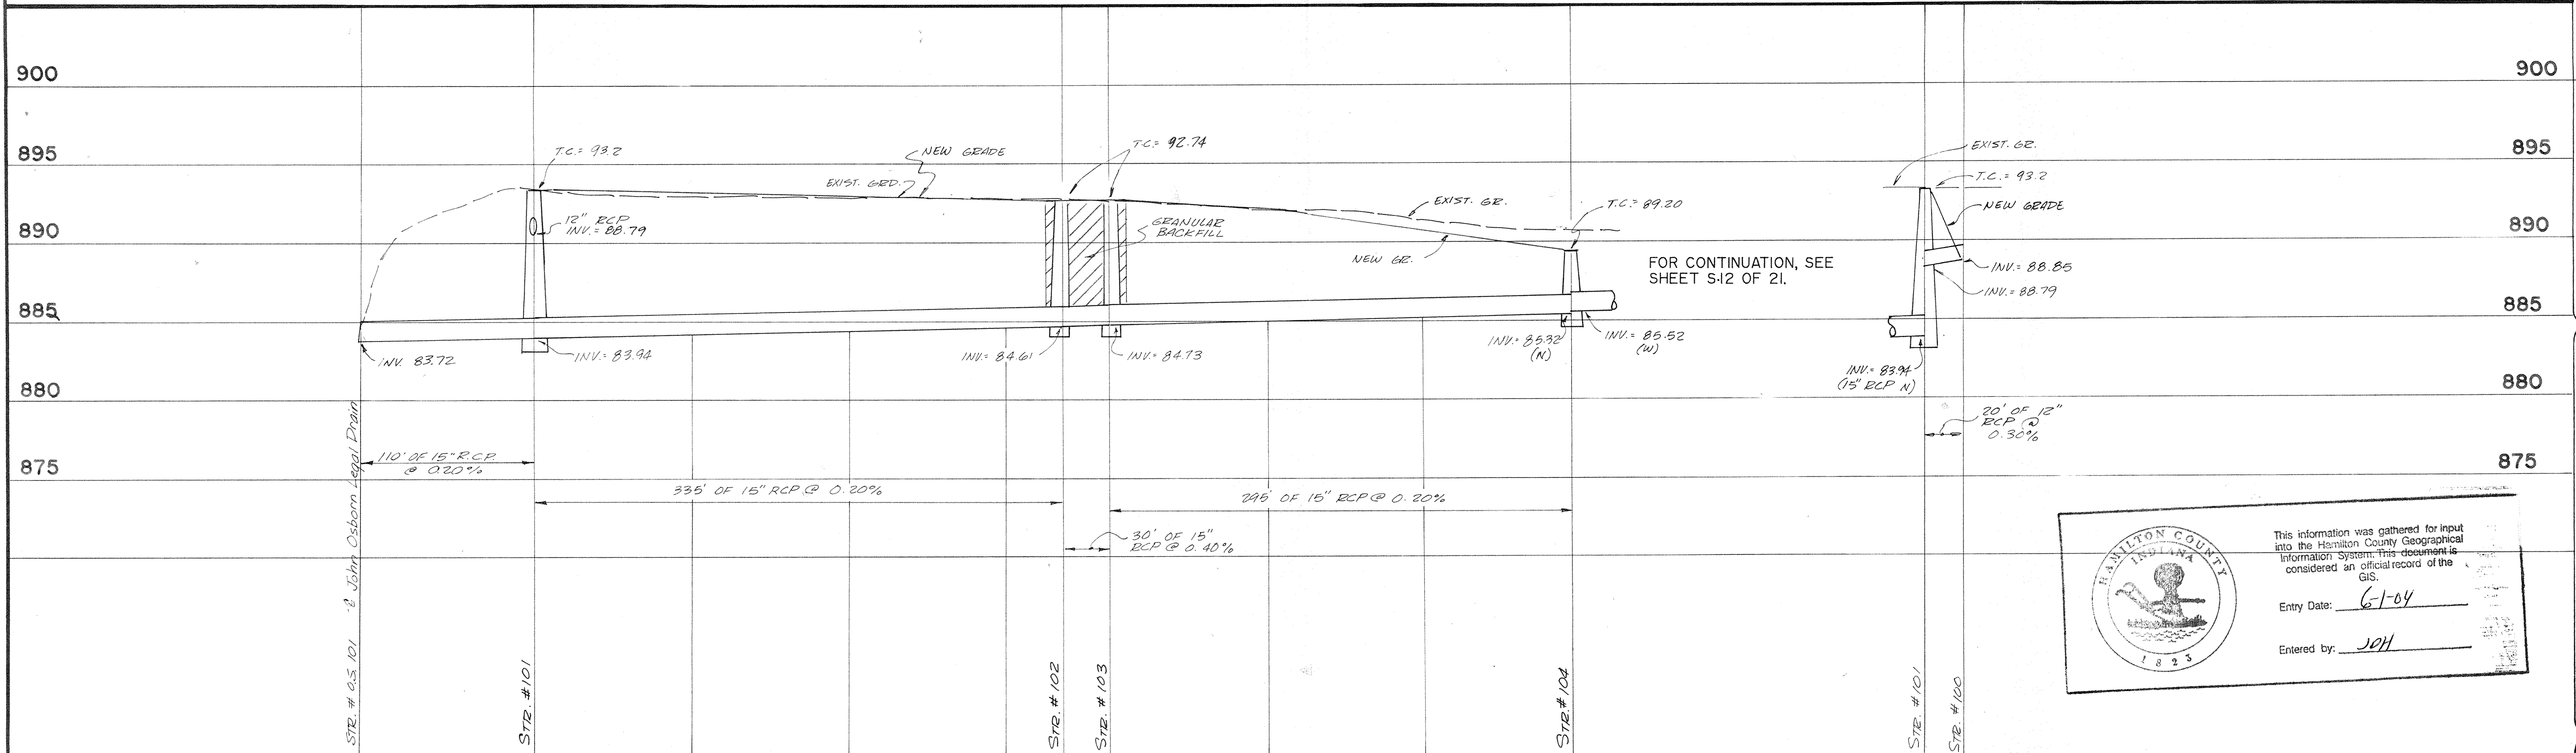 900
900
895
895
890
890
885
885
880
880
875
875
T.C. = 93.2
NEW GRADE
EXIST. GRD.
T.C. = 92.74
12" RCP
INV. = 88.79
GRANULAR
BACKFILL
EXIST. GR.
T.C. = 89.20
NEW GR.
FOR CONTINUATION, SEE
SHEET S-12 OF 21.
EXIST. GR.
T.C. = 93.2
NEW GRADE
INV. = 88.85
INV. = 88.79
INV. 83.72
INV. = 83.94
INV. = 84.61
INV. = 84.73
INV. = 85.32
(N)
INV. = 85.52
(W)
INV. = 83.94
(15" RCP N)
20' OF 12"
RCP @
0.30%
110' OF 15" R.C.P.
@ 0.20%
335' OF 15" RCP @ 0.20%
30' OF 15"
RCP @ 0.40%
295' OF 15" RCP @ 0.20%
STR. # O.S. 101
John Osborn Legal Drain
STR. #101
STR. #102
STR. #103
STR. #104
STR. #101
STR. #100
HAMILTON COUNTY
INDIANA
1823
This information was gathered for input
into the Hamilton County Geographical
Information System. This document is
considered an official record of the
GIS.
Entry Date: 6-1-04
Entered by: JOH